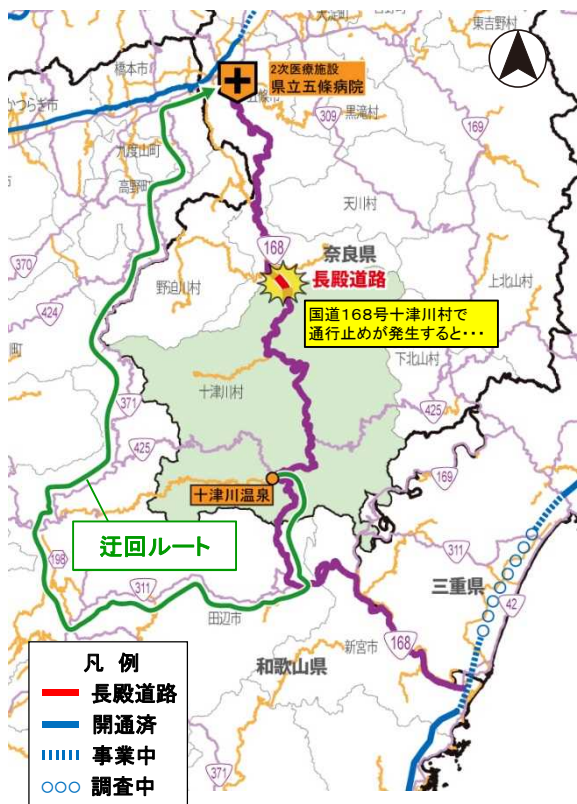 大淀町
東吉野村
橋本市
かつらぎ市
2次医療施設
県立五條病院
五條市
黒滝村
309
169
九度山町
高野町
天川村
168
奈良県
長殿道路
370
野迫川村
上北山村
国道168号十津川村で
通行止めが発生すると・・・
424
下北山村
371
十津川村
425
425
169
十津川温泉
迂回ルート
198
311
311
三重県
42
田辺市
新宮市
168
和歌山県
凡 例
長殿道路
開通済
事業中
調査中
371